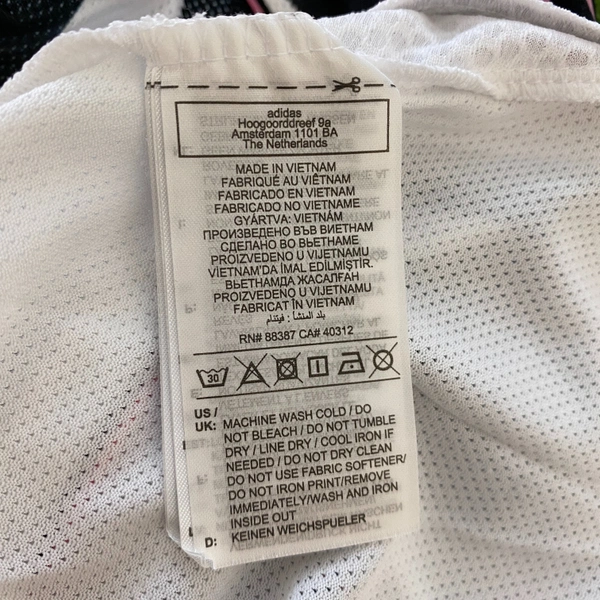 adidas
Hoogoorddreef 9a
Amsterdam 1101 BA
The Netherlands
MADE IN VIETNAM
FABRIQUÉ AU VIÊTNAM
FABRICADO EN VIETNAM
FABRICADO NO VIETNAME
GYÁRTVA: VIETNÁM
ПРОИЗВЕДЕНО ВЪВ ВИЕТНАМ
СДЕЛАНО ВО ВЬЕТНАМЕ
PROIZVEDENO U VIJETNAMU
VİETNAM'DA İMAL EDİLMİŞTİR.
ВЬЕТНАМДА ЖАСАЛҒАН
PROIZVEDENO U VIJETNAMU
FABRICAT ÎN VIETNAM
بلد المنشأ : فيتنام
RN# 88387 CA# 40312
30
US /
UK: MACHINE WASH COLD / DO
NOT BLEACH / DO NOT TUMBLE
DRY / LINE DRY / COOL IRON IF
NEEDED / DO NOT DRY CLEAN
DO NOT USE FABRIC SOFTENER/
DO NOT IRON PRINT/REMOVE
IMMEDIATELY/WASH AND IRON
INSIDE OUT
D: KEINEN WEICHSPUELER